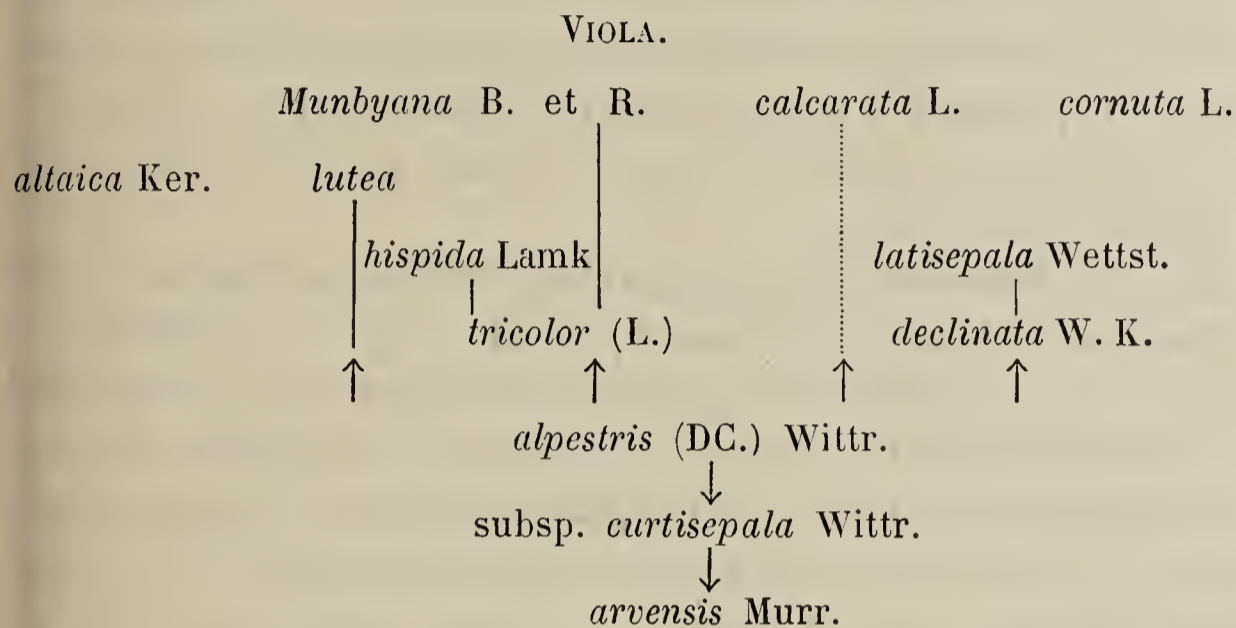 VIOLA.
Munbyana B. et R. calcarata L. cornuta L.
altaica Ker. lutea
hispida Lamk latisepala Wettst.
tricolor (L.) declinata W. K.
alpestris (DC.) Wittr.
subsp. curtisepala Wittr.
arvensis Murr.